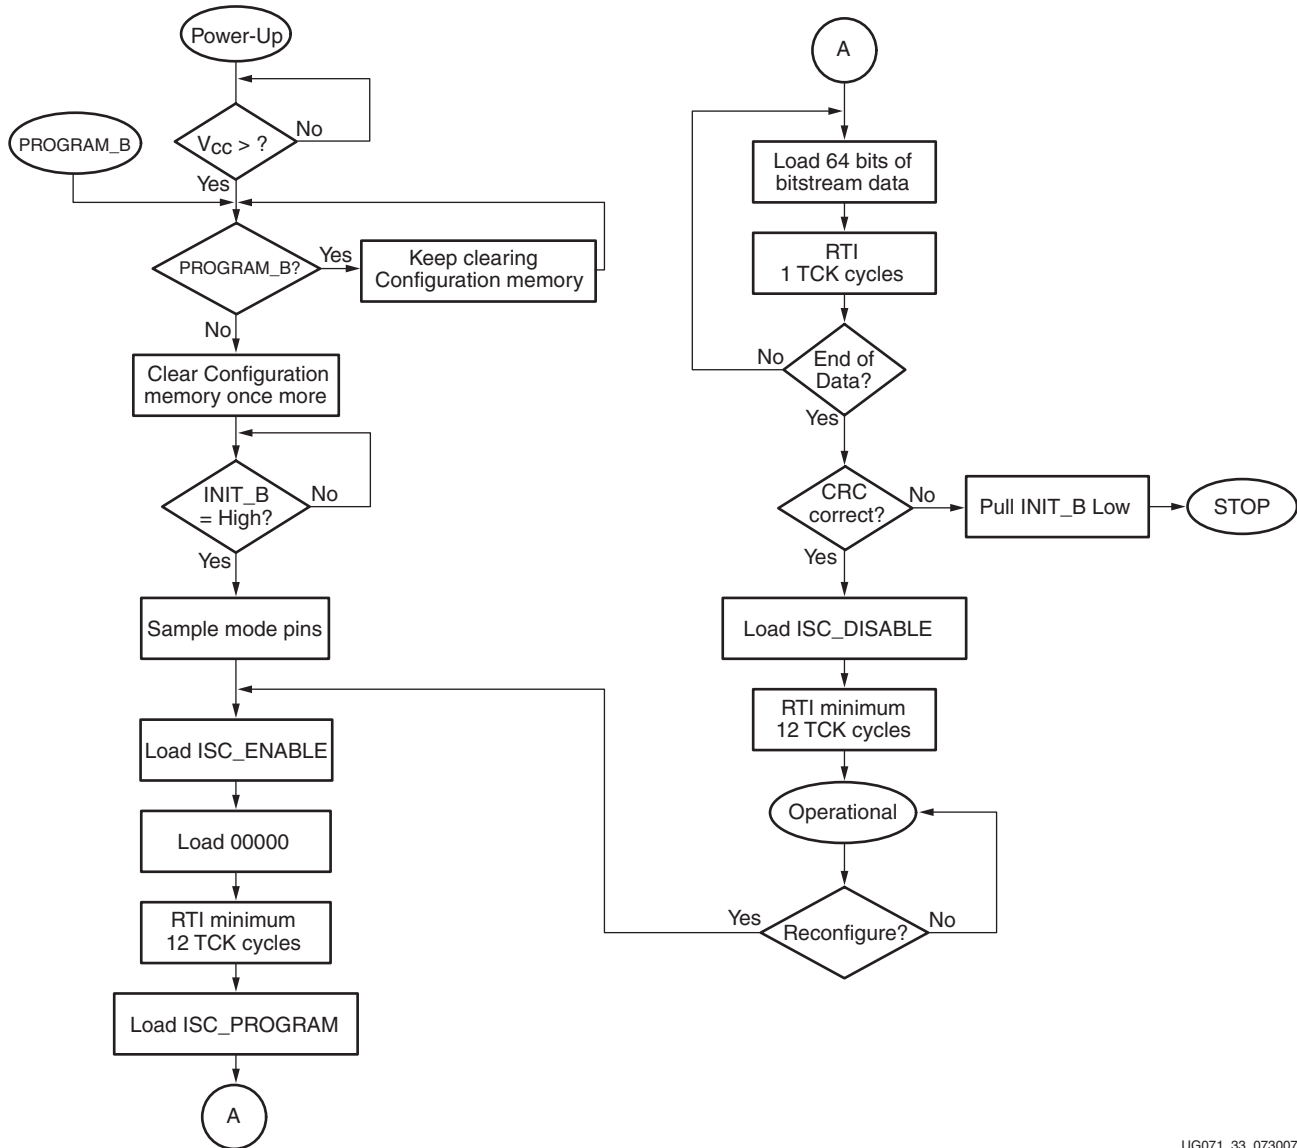 Power-Up
VCC > ?
No
PROGRAM_B
Yes
PROGRAM_B?
Yes
Keep clearing
Configuration memory
No
Clear Configuration
memory once more
INIT_B
= High?
No
Yes
Sample mode pins
Load ISC_ENABLE
Load 00000
RTI minimum
12 TCK cycles
Load ISC_PROGRAM
A
A
Load 64 bits of
bitstream data
RTI
1 TCK cycles
No
End of
Data?
Yes
CRC
correct?
No
Pull INIT_B Low
STOP
Yes
Load ISC_DISABLE
RTI minimum
12 TCK cycles
Operational
Yes
Reconfigure?
No
UG071_33_073007